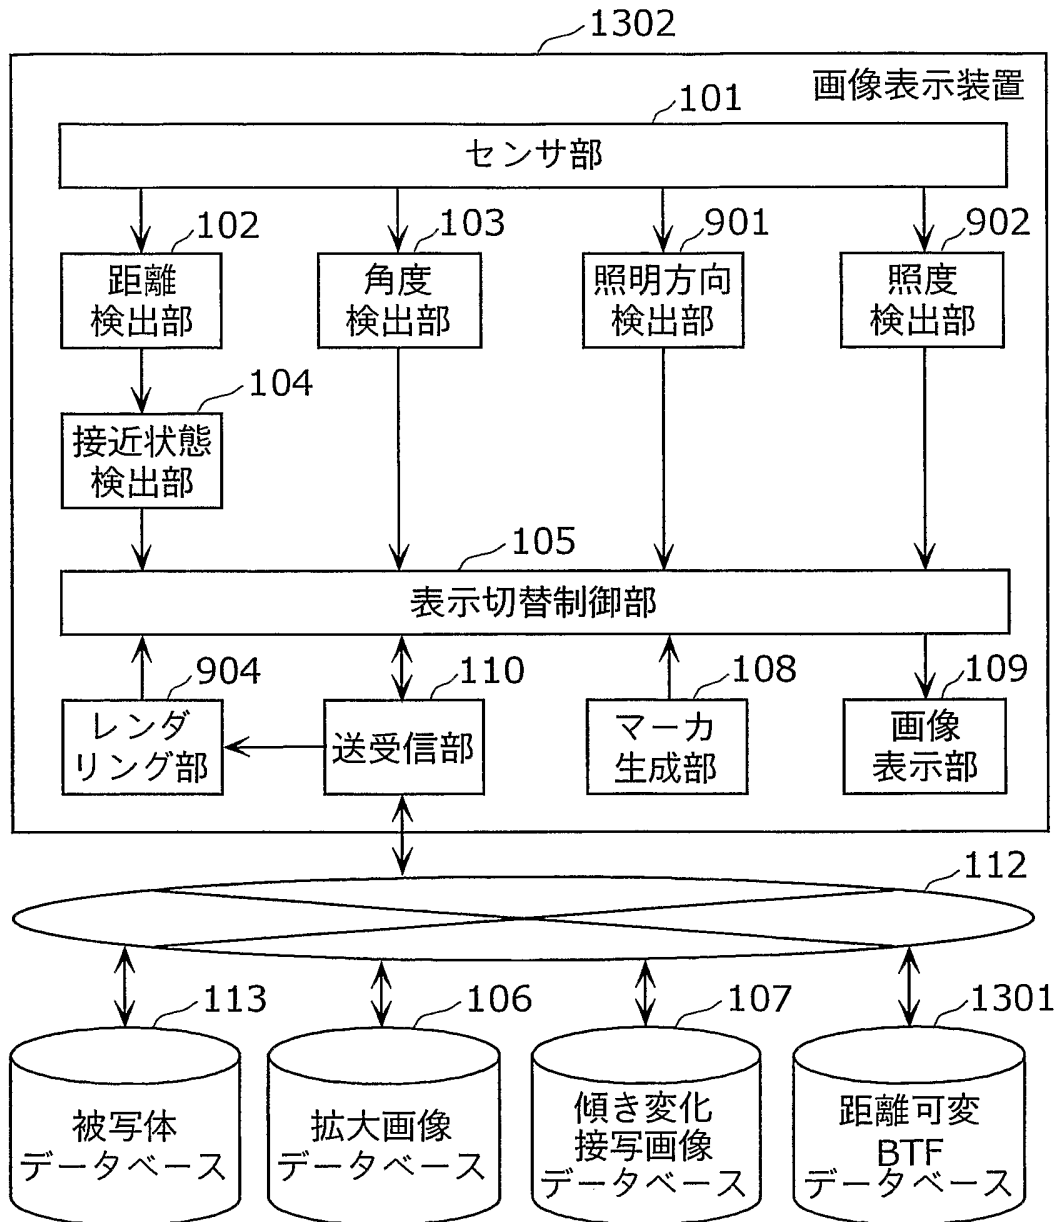 1302
画像表示装置
101
センサ部
102
103
901
902
距離
検出部
角度
検出部
照明方向
検出部
照度
検出部
104
接近状態
検出部
105
表示切替制御部
904
110
108
109
レンダ
リング部
送受信部
マーカ
生成部
画像
表示部
112
113
106
107
1301
被写体
データベース
拡大画像
データベース
傾き変化
接写画像
データベース
距離可変
BTF
データベース